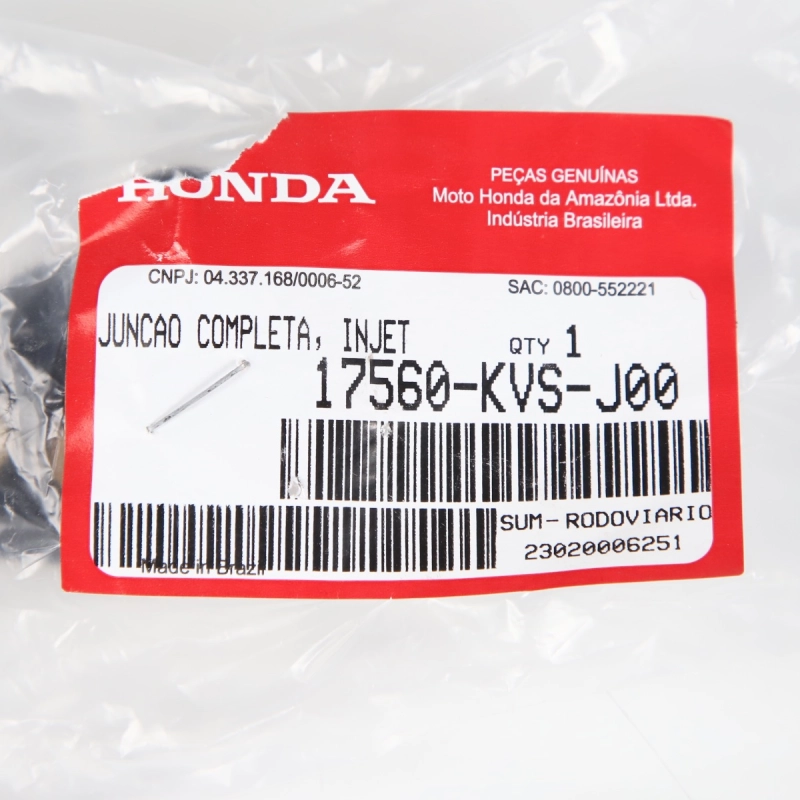 HONDA
PEÇAS GENUÍNAS
Moto Honda da Amazônia Ltda.
Indústria Brasileira
CNPJ: 04.337.168/0006-52
SAC: 0800-552221
JUNCAO COMPLETA, INJET
QTY 1
17560-KVS-J00
SUM-RODOVIARIO
23020006251
Made in Brazil